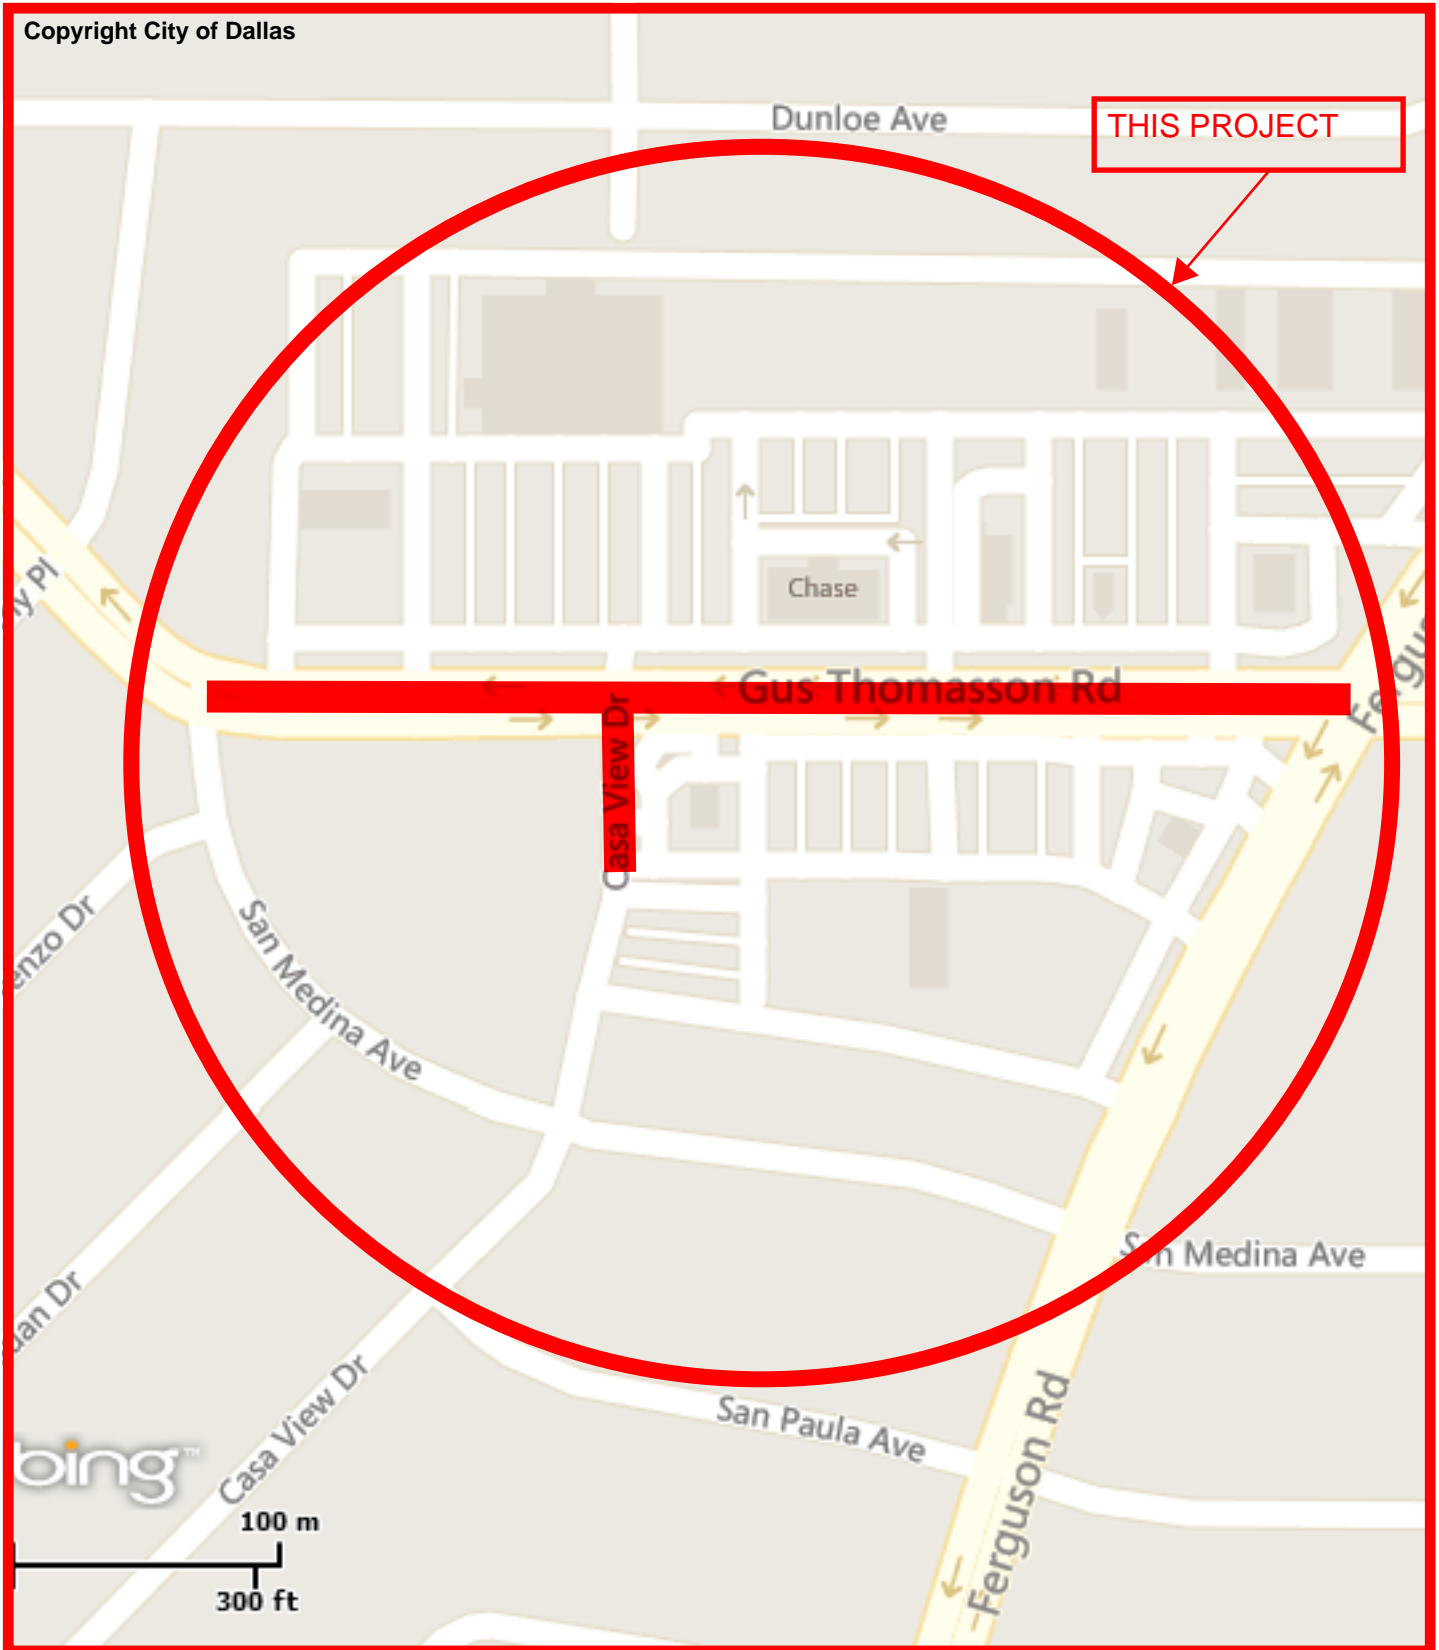 Copyright City of Dallas
Dunloe Ave
THIS PROJECT
Chase
Gus Thomasson Rd
Casa View Dr
San Medina Ave
San Medina Ave
Casa View Dr
San Paula Ave
Ferguson Rd
bing™
100 m
300 ft